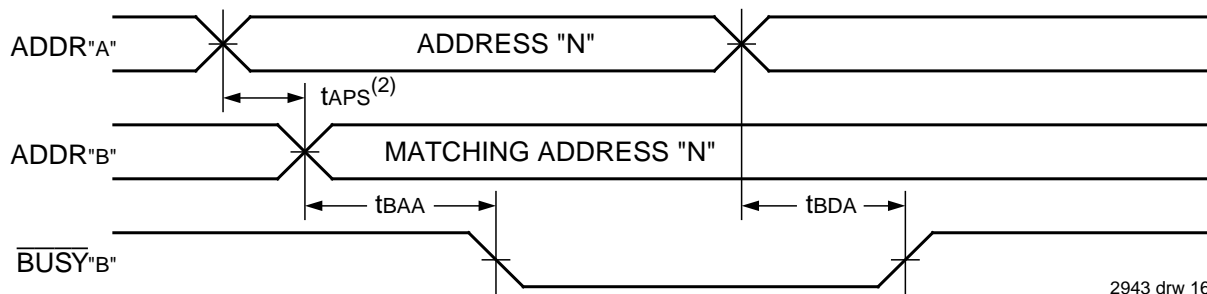 ADDR"A"
ADDRESS "N"
tAPS(2)
ADDR"B"
MATCHING ADDRESS "N"
tBAA
tBDA
BUSY"B"
2943 drw 16